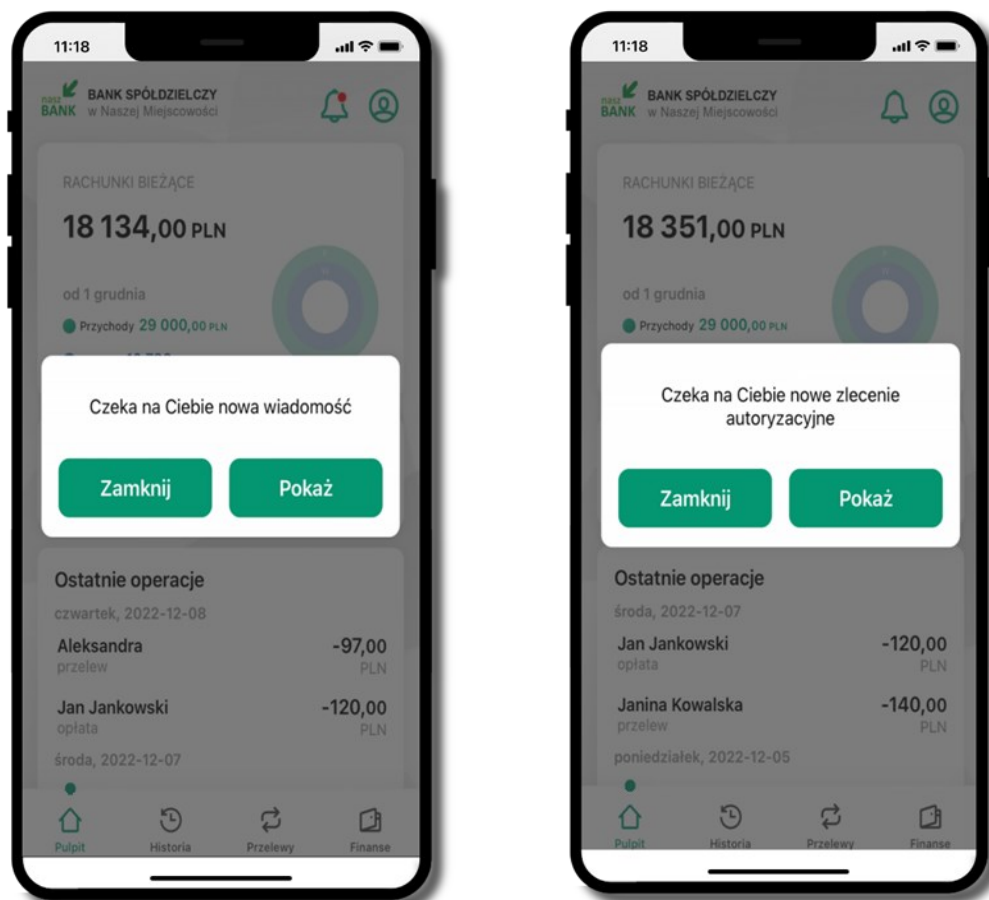 11:18
nasz BANK
BANK SPÓŁDZIELCZY
w Naszej Miejscowości
RACHUNKI BIEŻĄCE
18 134,00 PLN
od 1 grudnia
Przychody 29 000,00 PLN
Czeka na Ciebie nowa wiadomość
Zamknij Pokaż
Ostatnie operacje
czwartek, 2022-12-08
Aleksandra -97,00
przelew PLN
Jan Jankowski -120,00
opłata PLN
środa, 2022-12-07
Pulpit Historia Przelewy Finanse
11:18
nasz BANK
BANK SPÓŁDZIELCZY
w Naszej Miejscowości
RACHUNKI BIEŻĄCE
18 351,00 PLN
od 1 grudnia
Przychody 29 000,00 PLN
Czeka na Ciebie nowe zlecenie
autoryzacyjne
Zamknij Pokaż
Ostatnie operacje
środa, 2022-12-07
Jan Jankowski -120,00
opłata PLN
Janina Kowalska -140,00
przelew PLN
poniedziałek, 2022-12-05
Pulpit Historia Przelewy Finanse